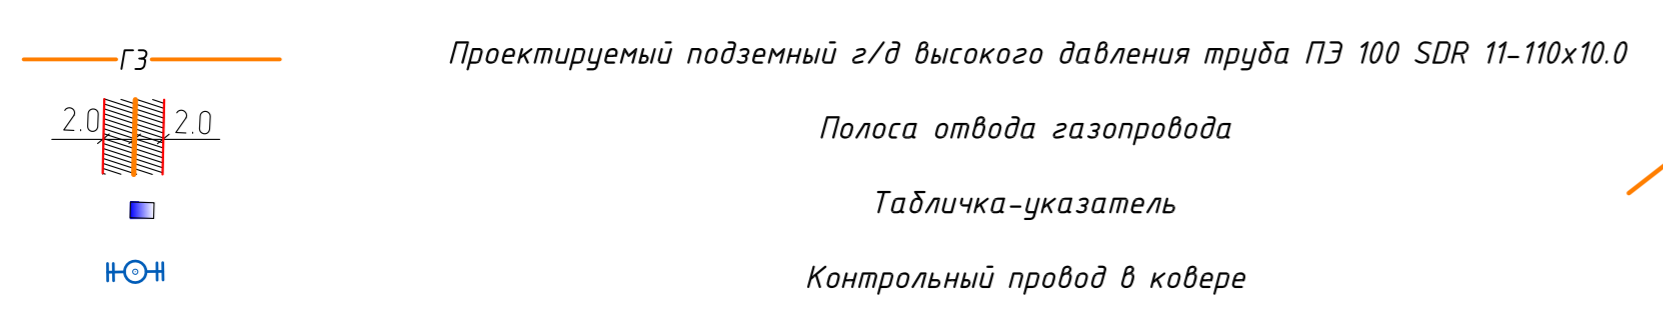 Г3 Проектируемый подземный г/д высокого давления труба ПЭ 100 SDR 11-110х10.0
2.0 2.0 Полоса отвода газопровода
Табличка-указатель
Контрольный провод в ковере